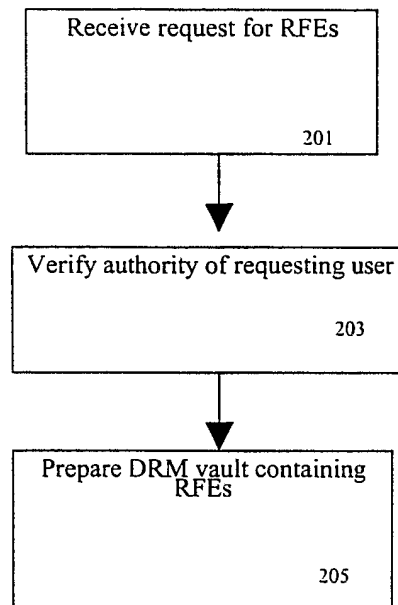 Receive request for RFEs
201
Verify authority of requesting user
203
Prepare DRM vault containing
RFEs
205